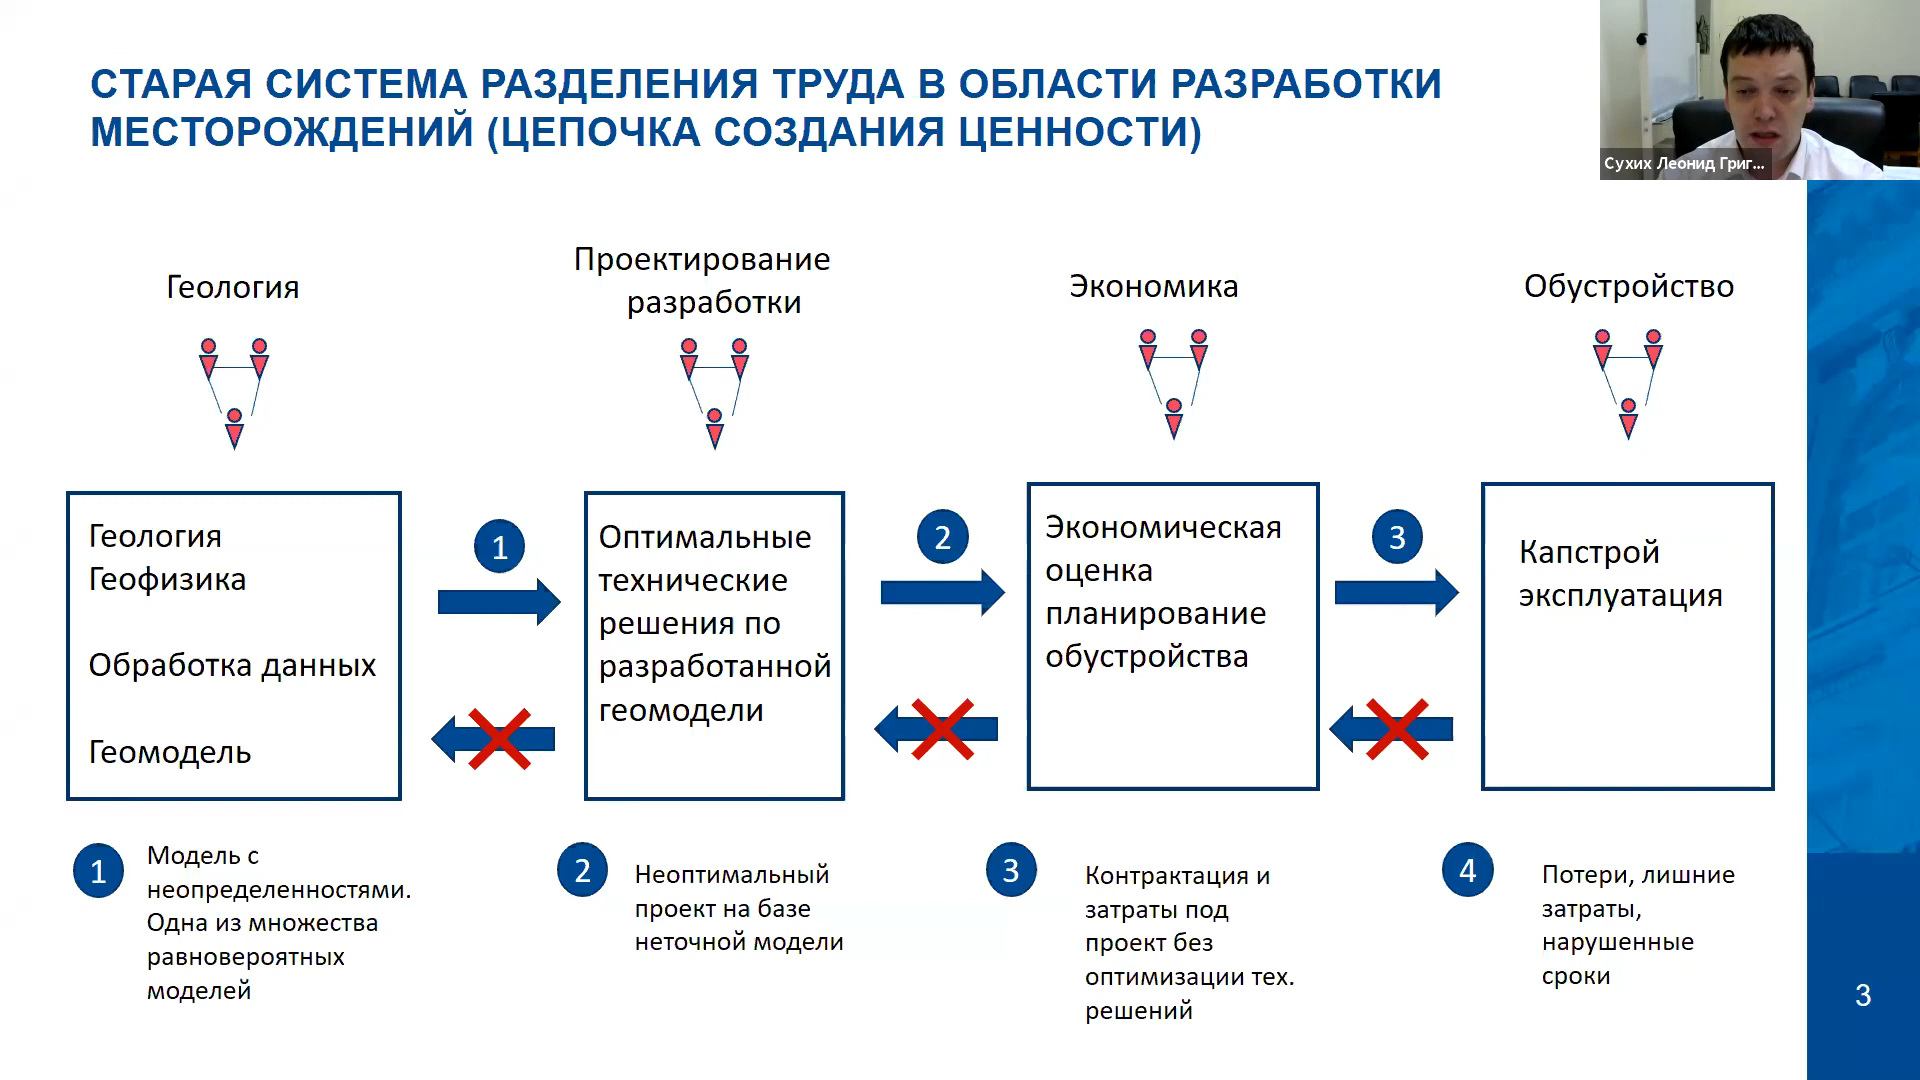 СТАРАЯ СИСТЕМА РАЗДЕЛЕНИЯ ТРУДА В ОБЛАСТИ РАЗРАБОТКИ
МЕСТОРОЖДЕНИЙ (ЦЕПОЧКА СОЗДАНИЯ ЦЕННОСТИ)
Сухих Леонид Григ...
Геология
Проектирование
разработки
Экономика
Обустройство
Геология
Геофизика
Обработка данных
Геомодель
1
Оптимальные
технические
решения по
разработанной
геомодели
2
Экономическая
оценка
планирование
обустройства
3
Капстрой
эксплуатация
1
Модель с
неопределенностями.
Одна из множества
равновероятных
моделей
2
Неоптимальный
проект на базе
неточной модели
3
Контрактация и
затраты под
проект без
оптимизации тех.
решений
4
Потери, лишние
затраты,
нарушенные
сроки
3